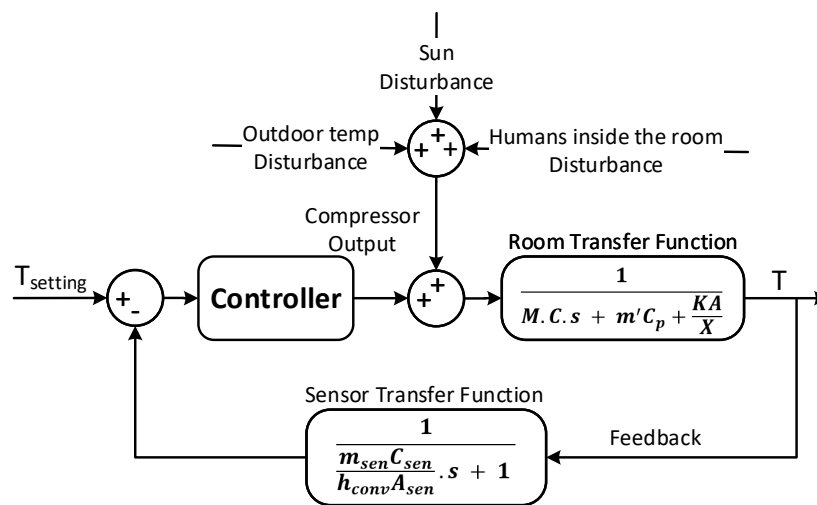 Sun
Disturbance
Outdoor temp
Disturbance
+ + +
Humans inside the room
Disturbance
Compressor
Output
Room Transfer Function
T_setting
+ -
Controller
+ +
1
M.C.s + m'C_p + KA/X
T
Sensor Transfer Function
1
m_sen C_sen / h_conv A_sen . s + 1
Feedback